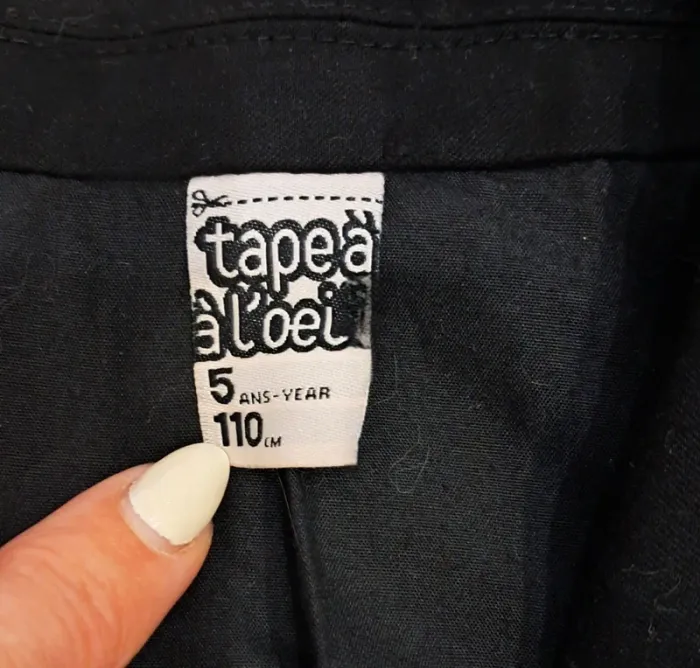 tape à
à l'oei
5 ANS-YEAR
110 CM